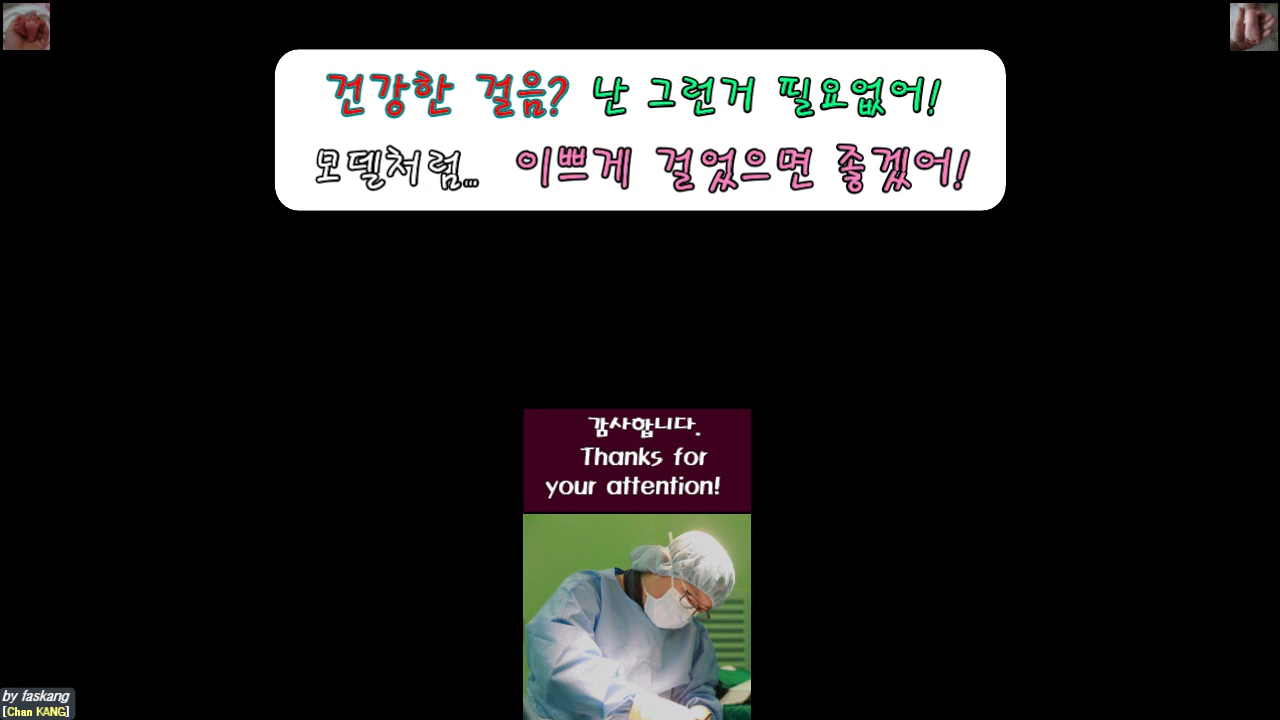 건강한 걸음? 난 그런거 필요없어!
모델처럼... 이쁘게 걸었으면 좋겠어!
감사합니다.
Thanks for
your attention!
by faskang
[Chan KANG]